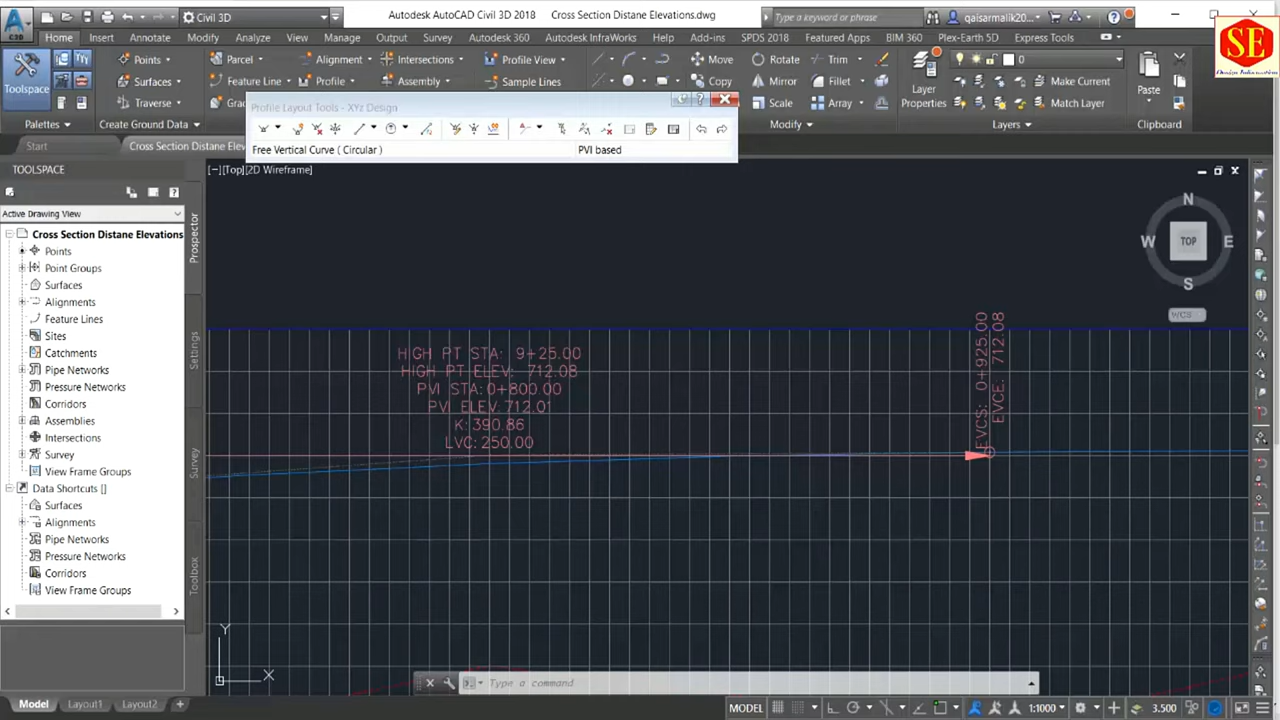 Civil 3D
Autodesk AutoCAD Civil 3D 2018
Cross Section Distane Elevations.dwg
Type a keyword or phrase
qaisarmalik20...
C3D
Home
Insert
Annotate
Modify
Analyze
View
Manage
Output
Survey
Autodesk 360
Autodesk InfraWorks
Help
Add-ins
SPDS 2018
Featured Apps
BIM 360
Plex-Earth 5
Express Tools
SE
Toolspace
Palettes
Points
Surfaces
Traverse
Create Ground Data
Parcel
Feature Line
Alignment
Profile
Intersections
Assembly
Profile View
Sample Lines
Move
Copy
Rotate
Mirror
Scale
Trim
Fillet
Array
Modify
Layer
Properties
0
Make Current
Match Layer
Layers
Paste
Clipboard
Profile Layout Tools - XYz Design
Free Vertical Curve ( Circular )
PVI based
Start
Cross Section Distane Elev
[−][Top][2D Wireframe]
TOOLSPACE
Active Drawing View
Cross Section Distane Elevations
Points
Point Groups
Surfaces
Alignments
Feature Lines
Sites
Catchments
Pipe Networks
Pressure Networks
Corridors
Assemblies
Intersections
Survey
View Frame Groups
Data Shortcuts []
Surfaces
Alignments
Pipe Networks
Pressure Networks
Corridors
View Frame Groups
Prospector
Settings
Survey
Toolbox
N
W
TOP
E
S
WCS
HIGH PT STA: 9+25.00
HIGH PT ELEV: 712.08
PVI STA:0+800.00
PVI ELEV:712.01
K: 390.86
LVC: 250.00
EVCS: 0+925.00
EVCE: 712.08
Y
X
Type a command
Model
Layout1
Layout2
+
MODEL
1:1000
3.500